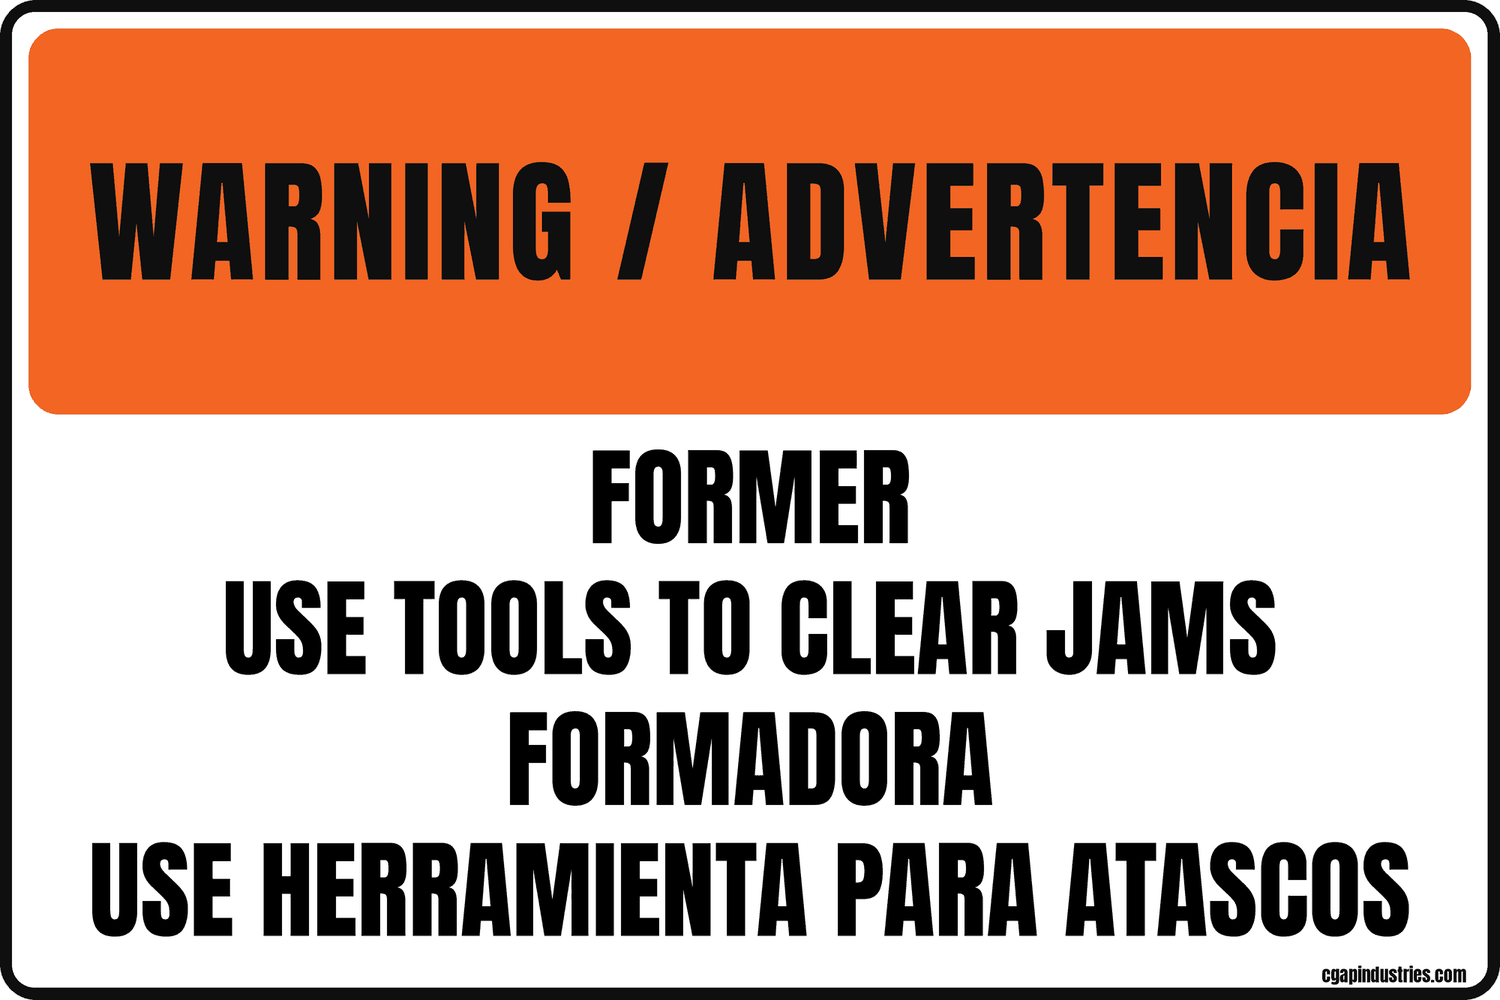 WARNING / ADVERTENCIA
FORMER
USE TOOLS TO CLEAR JAMS
FORMADORA
USE HERRAMIENTA PARA ATASCOS
cgapindustries.com